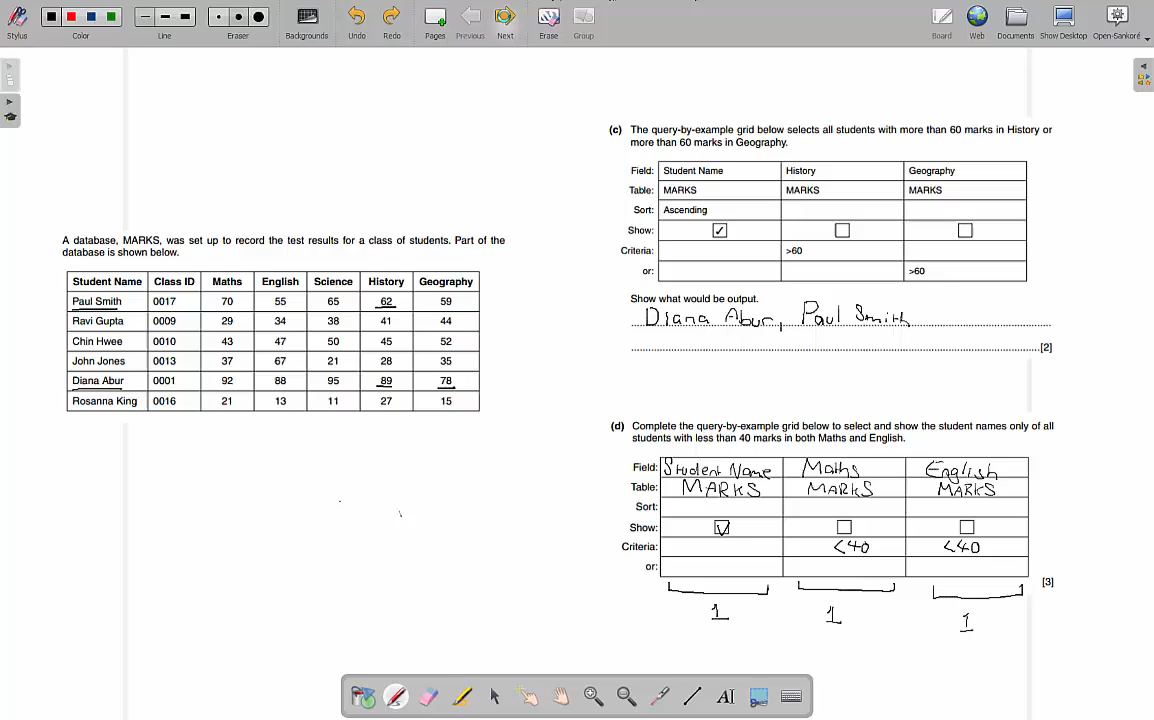 Stylus Color Line Eraser Backgrounds Undo Redo Pages Previous Next Erase Group Board Web Documents Show Desktop Open-Sankoré
A database, MARKS, was set up to record the test results for a class of students. Part of the
database is shown below.
Student Name Class ID Maths English Science History Geography
Paul Smith 0017 70 55 65 62 59
Ravi Gupta 0009 29 34 38 41 44
Chin Hwee 0010 43 47 50 45 52
John Jones 0013 37 67 21 28 35
Diana Abur 0001 92 88 95 89 78
Rosanna King 0016 21 13 11 27 15
(c) The query-by-example grid below selects all students with more than 60 marks in History or
more than 60 marks in Geography.
Field: Student Name History Geography
Table: MARKS MARKS MARKS
Sort: Ascending
Show: ✓
Criteria: >60
or: >60
Show what would be output.
Diana Abur, Paul Smith
[2]
(d) Complete the query-by-example grid below to select and show the student names only of all
students with less than 40 marks in both Maths and English.
Field: Student Name Maths English
Table: MARKS MARKS MARKS
Sort:
Show: ✓
Criteria: <40 <40
or:
[3]
1 1 1
AI